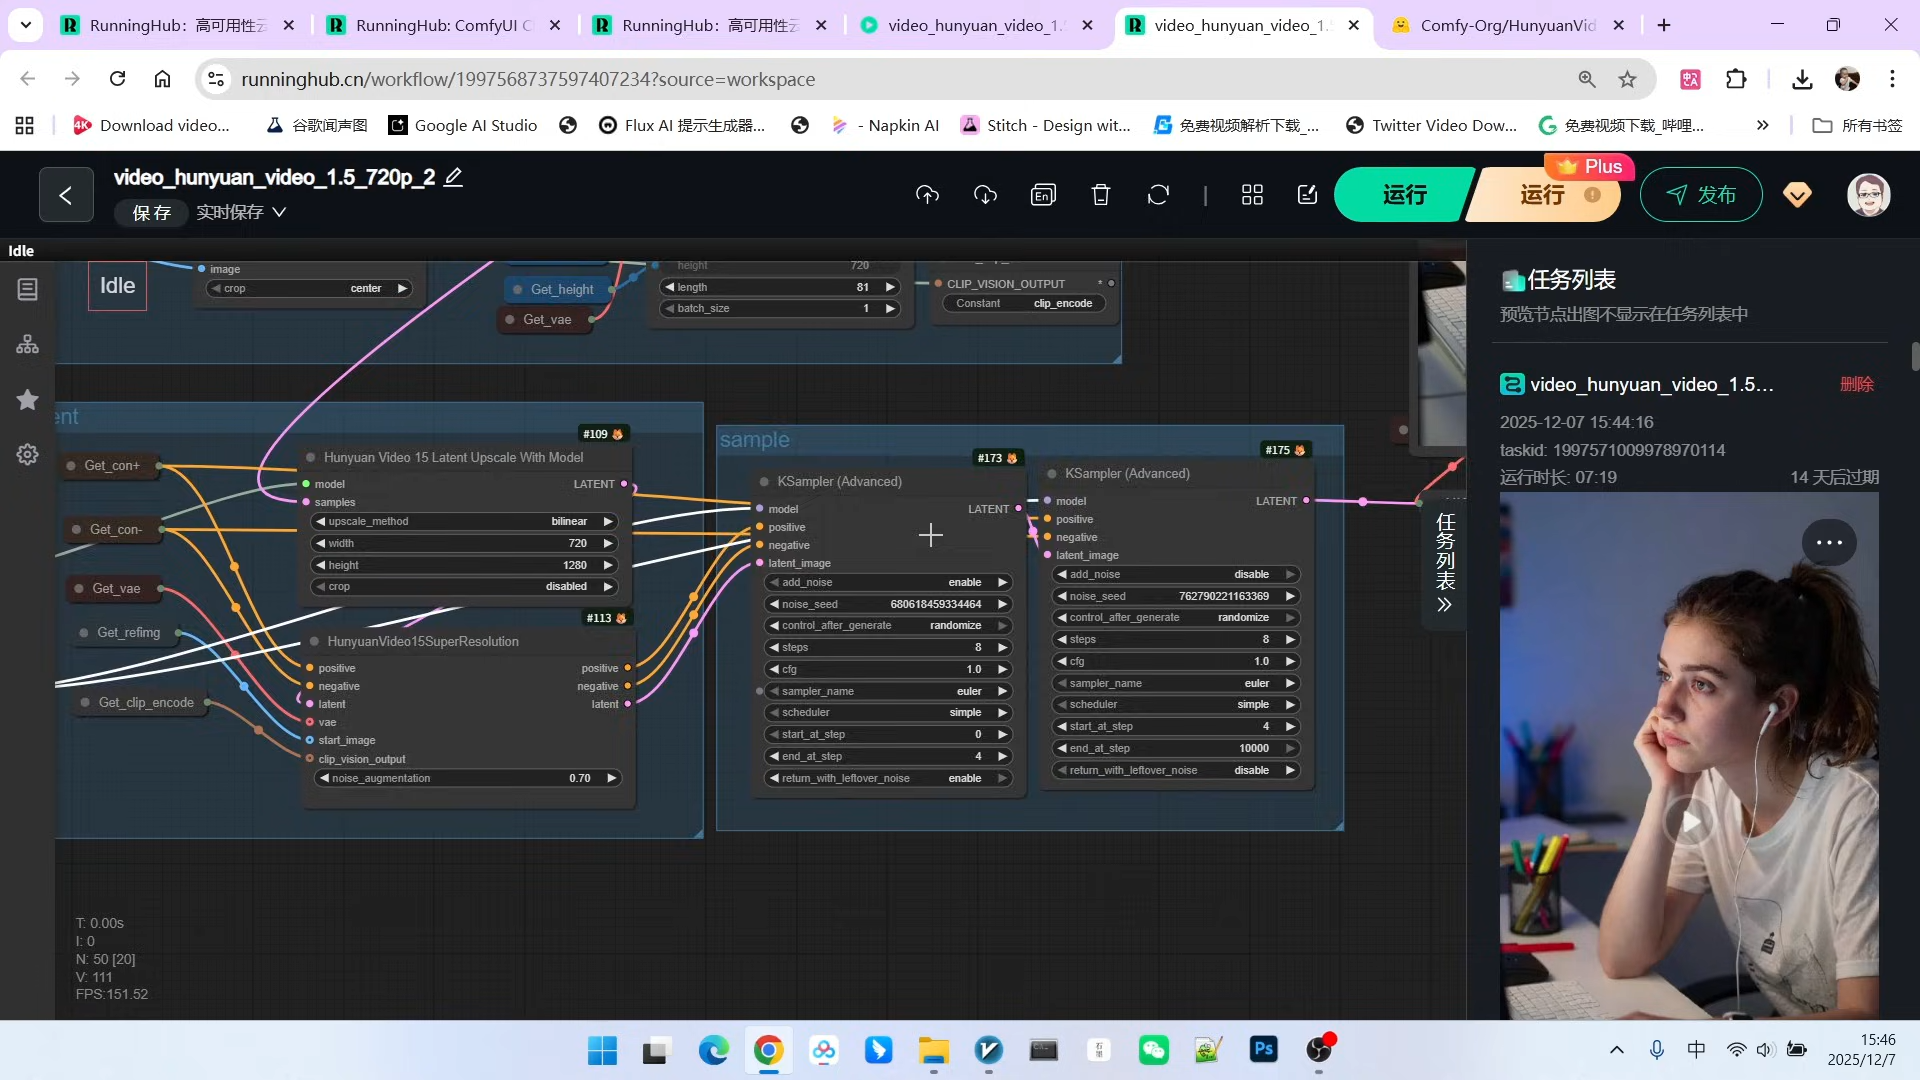 RunningHub：高可用性云
RunningHub: ComfyUI C
RunningHub：高可用性云
video_hunyuan_video_1.5
video_hunyuan_video_1.5
Comfy-Org/HunyuanVid
runninghub.cn/workflow/1997568737597407234?source=workspace
Download video...
谷歌闻声图
Google AI Studio
Flux AI 提示生成器...
- Napkin AI
Stitch - Design wit...
免费视频解析下载_...
Twitter Video Dow...
免费视频下载_哔哩...
所有书签
video_hunyuan_video_1.5_720p_2
保存
实时保存
En
运行
运行
Plus
发布
Idle
Idle
image
crop center
Get_height
Get_vae
height 720
length 81
batch_size 1
CLIP_VISION_OUTPUT *
Constant clip_encode
ent
Get_con+
Get_con-
Get_vae
Get_refimg
Get_clip_encode
#109
Hunyuan Video 15 Latent Upscale With Model
model LATENT
samples
upscale_method bilinear
width 720
height 1280
crop disabled
#113
HunyuanVideo15SuperResolution
positive positive
negative negative
latent latent
vae
start_image
clip_vision_output
noise_augmentation 0.70
sample
#173
KSampler (Advanced)
model LATENT
positive
negative
latent_image
add_noise enable
noise_seed 680618459334464
control_after_generate randomize
steps 8
cfg 1.0
sampler_name euler
scheduler simple
start_at_step 0
end_at_step 4
return_with_leftover_noise enable
#175
KSampler (Advanced)
model LATENT
positive
negative
latent_image
add_noise disable
noise_seed 762790221163369
control_after_generate randomize
steps 8
cfg 1.0
sampler_name euler
scheduler simple
start_at_step 4
end_at_step 10000
return_with_leftover_noise disable
任务列表
T: 0.00s
I: 0
N: 50 [20]
V: 111
FPS:151.52
任务列表
预览节点出图不显示在任务列表中
video_hunyuan_video_1.5...
删除
2025-12-07 15:44:16
taskid: 1997571009978970114
运行时长: 07:19
14 天后过期
Ps
中
15:46
2025/12/7